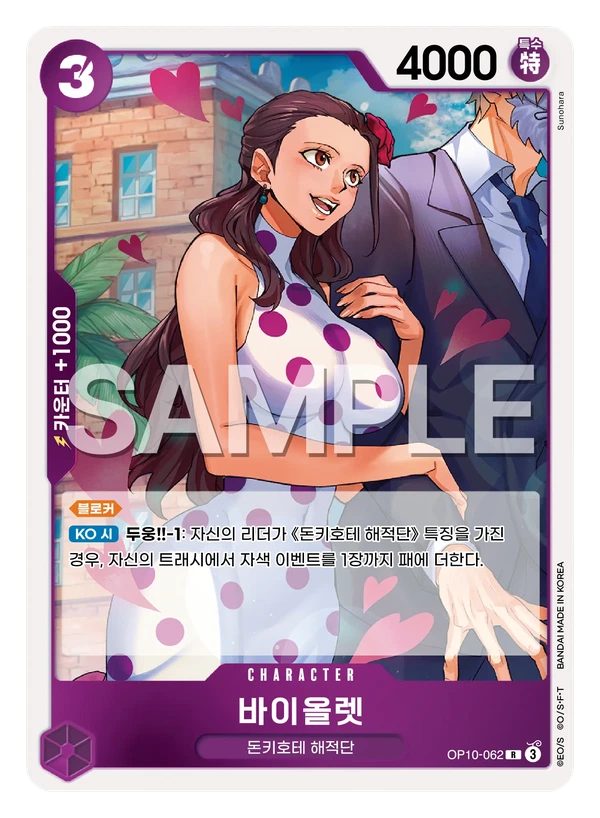 3
4000
특수
特
Sunohara
카운터 +1000
SAMPLE
블로커
KO 시 두웅!!-1: 자신의 리더가 《돈키호테 해적단》 특징을 가진
경우, 자신의 트래시에서 자색 이벤트를 1장까지 패에 더한다.
CHARACTER
바이올렛
돈키호테 해적단
OP10-062 R 3
©EO/S ©O/S·F·T BANDAI MADE IN KOREA